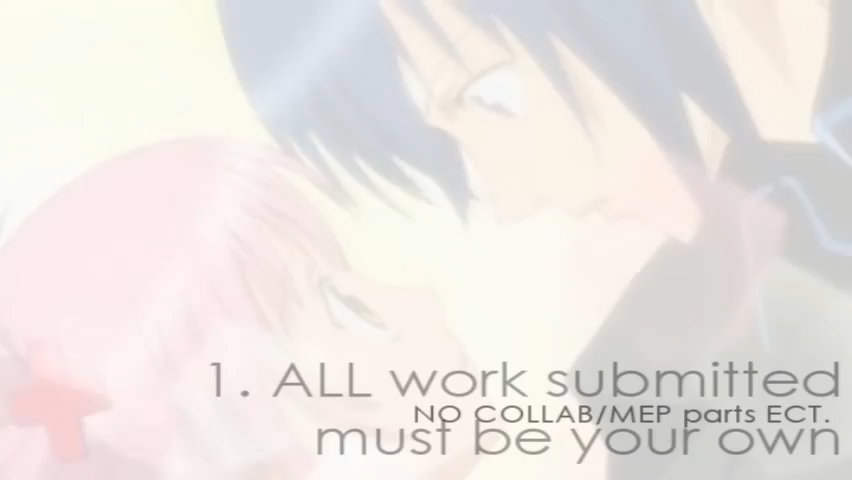 1. ALL work submitted
NO COLLAB/MEP parts ECT.
must be your own